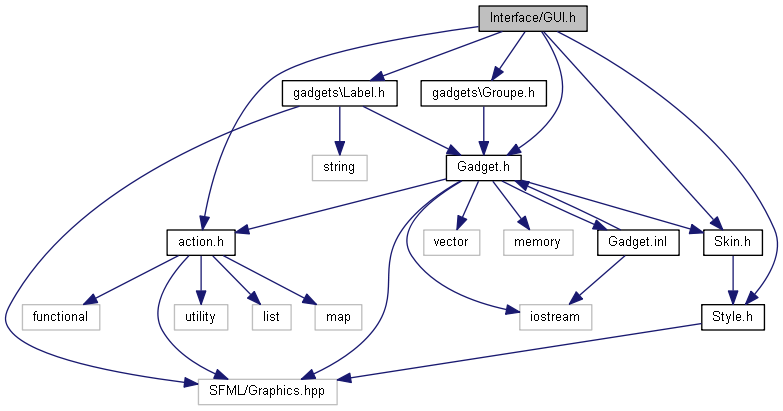 Interface/GUI.h
gadgets\Label.h
gadgets\Groupe.h
string
Gadget.h
action.h
vector
memory
Gadget.inl
Skin.h
functional
utility
list
map
iostream
Style.h
SFML/Graphics.hpp